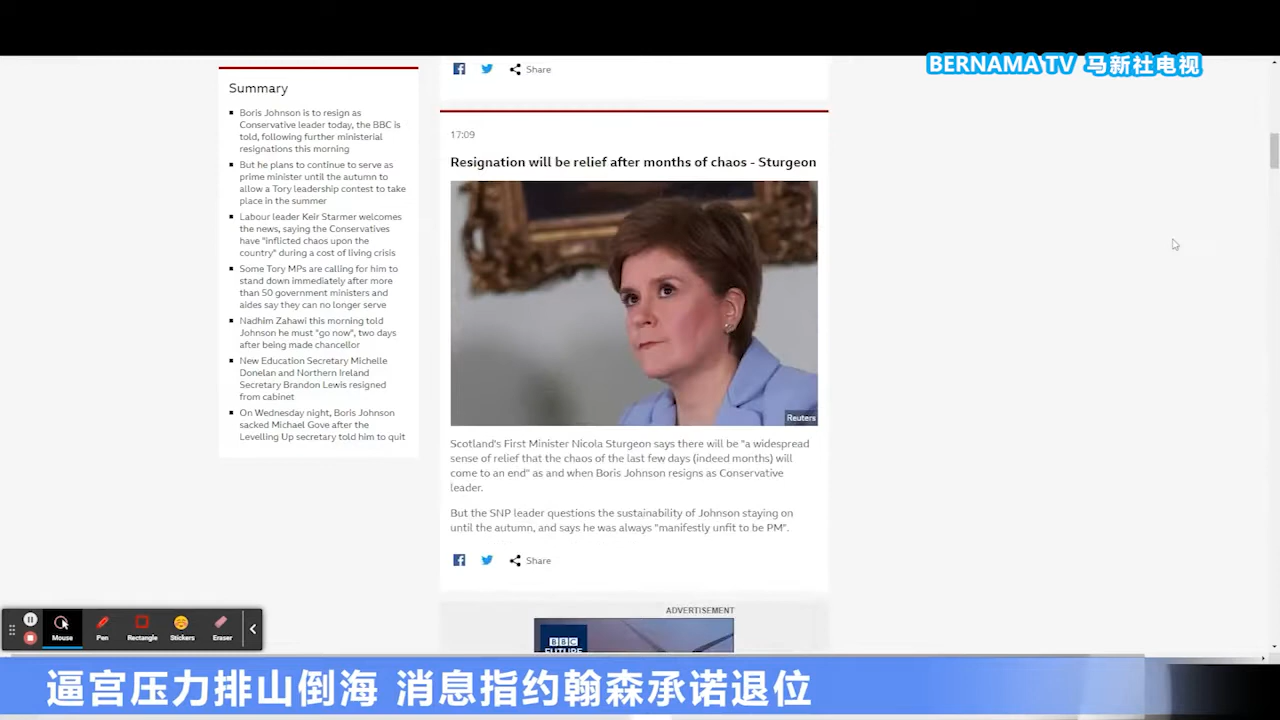 BERNAMA TV 马新社电视
Share
Summary
Boris Johnson is to resign as
Conservative leader today, the BBC is
told, following further ministerial
resignations this morning
But he plans to continue to serve as
prime minister until the autumn to
allow a Tory leadership contest to take
place in the summer
Labour leader Keir Starmer welcomes
the news, saying the Conservatives
have "inflicted chaos upon the
country" during a cost of living crisis
Some Tory MPs are calling for him to
stand down immediately after more
than 50 government ministers and
aides say they can no longer serve
Nadhim Zahawi this morning told
Johnson he must "go now", two days
after being made chancellor
New Education Secretary Michelle
Donelan and Northern Ireland
Secretary Brandon Lewis resigned
from cabinet
On Wednesday night, Boris Johnson
sacked Michael Gove after the
Levelling Up secretary told him to quit
17:09
Resignation will be relief after months of chaos - Sturgeon
Reuters
Scotland's First Minister Nicola Sturgeon says there will be "a widespread
sense of relief that the chaos of the last few days (indeed months) will
come to an end" as and when Boris Johnson resigns as Conservative
leader.
But the SNP leader questions the sustainability of Johnson staying on
until the autumn, and says he was always "manifestly unfit to be PM".
Share
ADVERTISEMENT
BBC
FUTURE
Mouse
Pen
Rectangle
Stickers
Eraser
逼宫压力排山倒海 消息指约翰森承诺退位